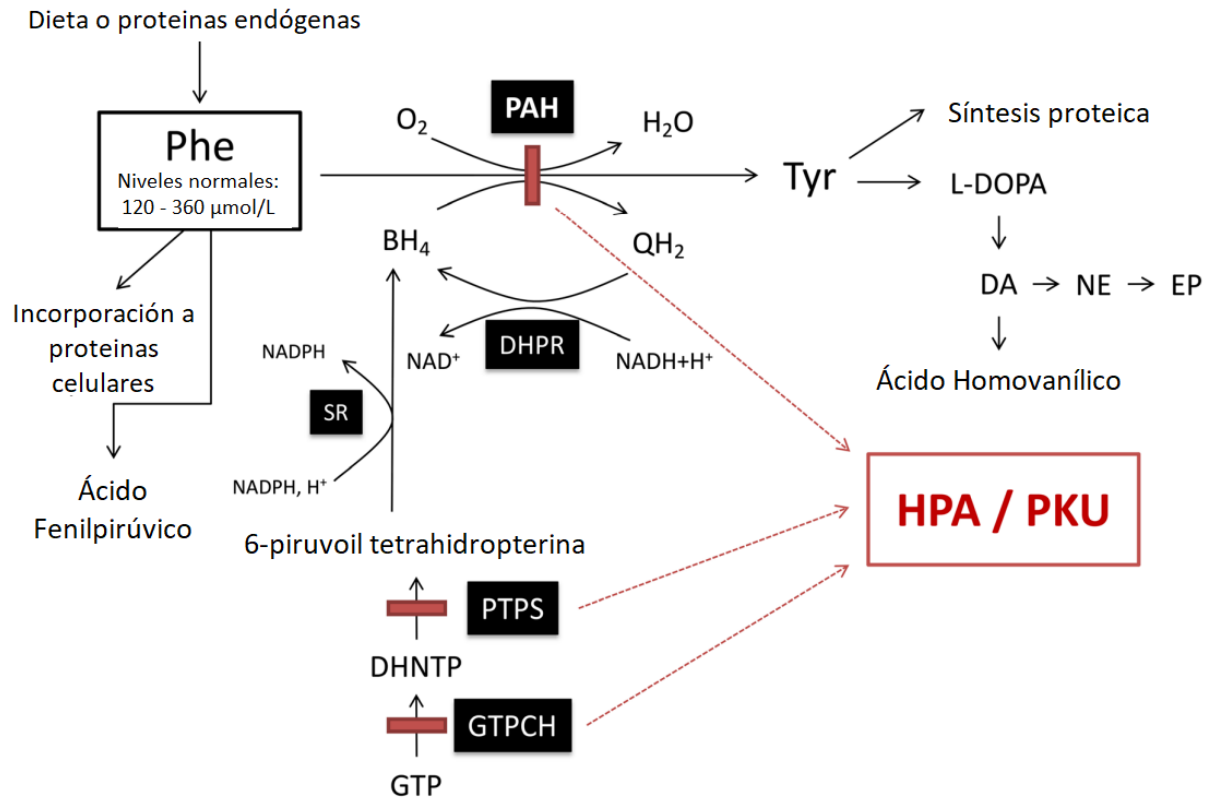 Dieta o proteinas endógenas
Phe
Niveles normales:
120 - 360 µmol/L
O₂
PAH
H₂O
Tyr
Síntesis proteica
L-DOPA
DA
NE
EP
Ácido Homovanílico
BH₄
QH₂
NAD⁺
DHPR
NADH+H⁺
Incorporación a
proteinas
celulares
Ácido
Fenilpirúvico
NADPH
SR
NADPH, H⁺
6-piruvoil tetrahidropterina
PTPS
DHNTP
GTPCH
GTP
HPA / PKU